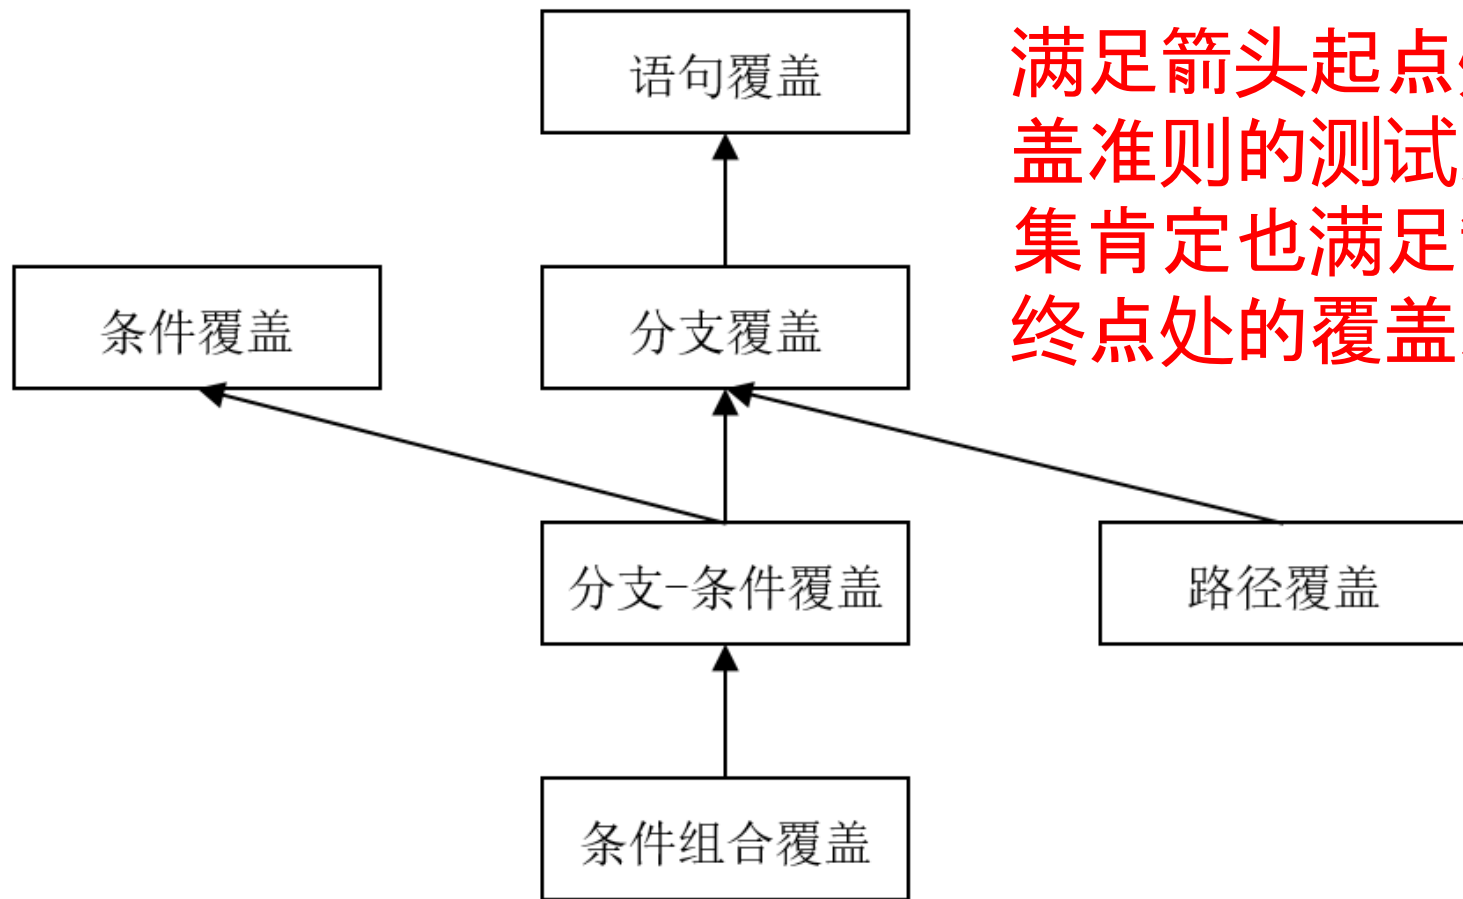 语句覆盖
满足箭头起点
盖准则的测试
集肯定也满足
终点处的覆盖
条件覆盖
分支覆盖
分支-条件覆盖
路径覆盖
条件组合覆盖